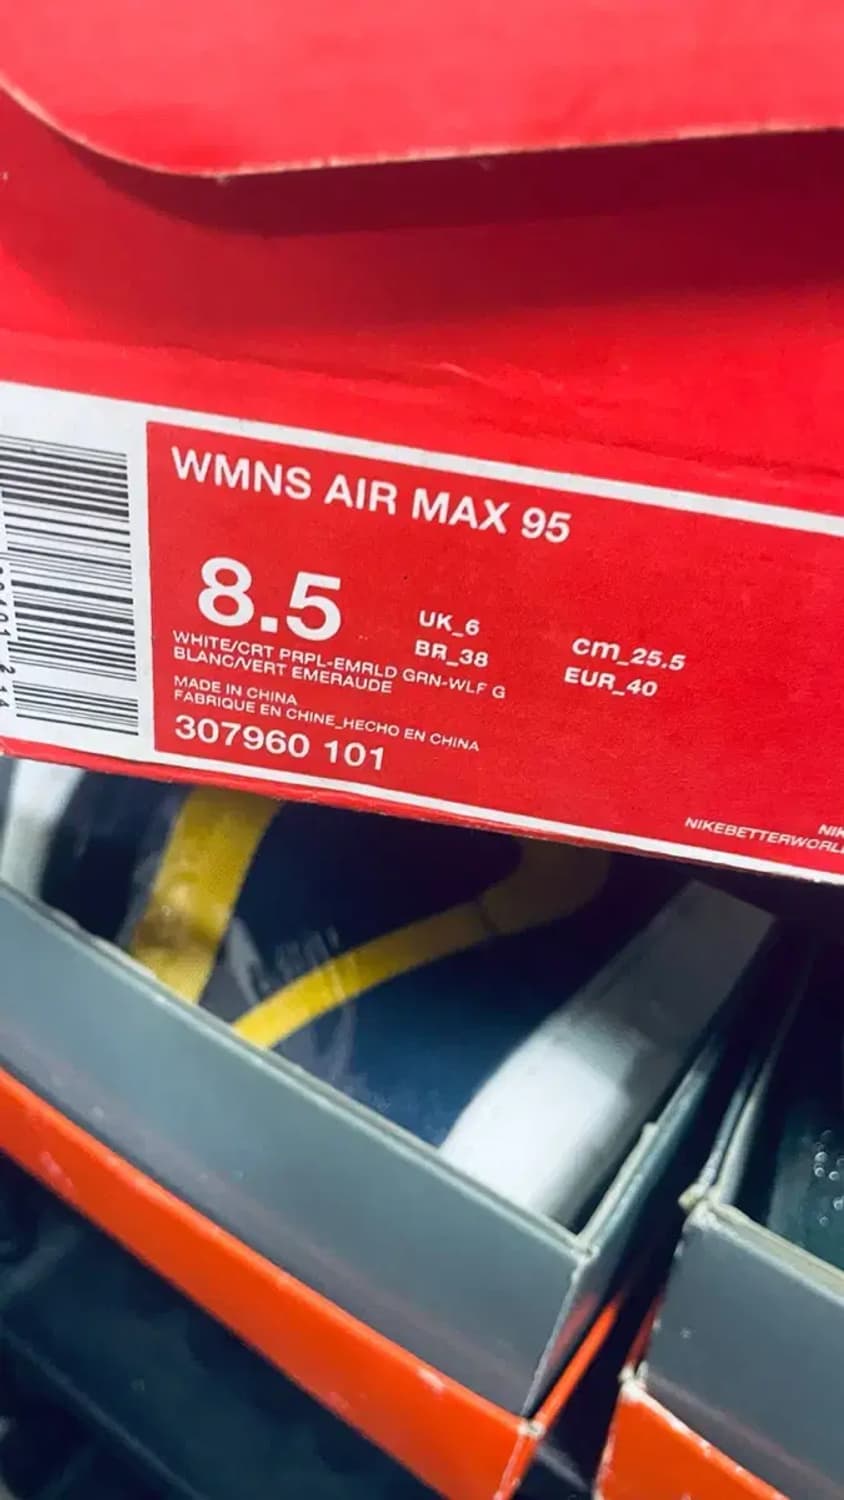 WMNS AIR MAX 95
8.5
UK_6
BR_38
cm_25.5
EUR_40
WHITE/CRT PRPL-EMRLD GRN-WLF G
BLANC/VERT EMERAUDE
MADE IN CHINA
FABRIQUE EN CHINE_HECHO EN CHINA
307960 101
NIKEBETTERWORL